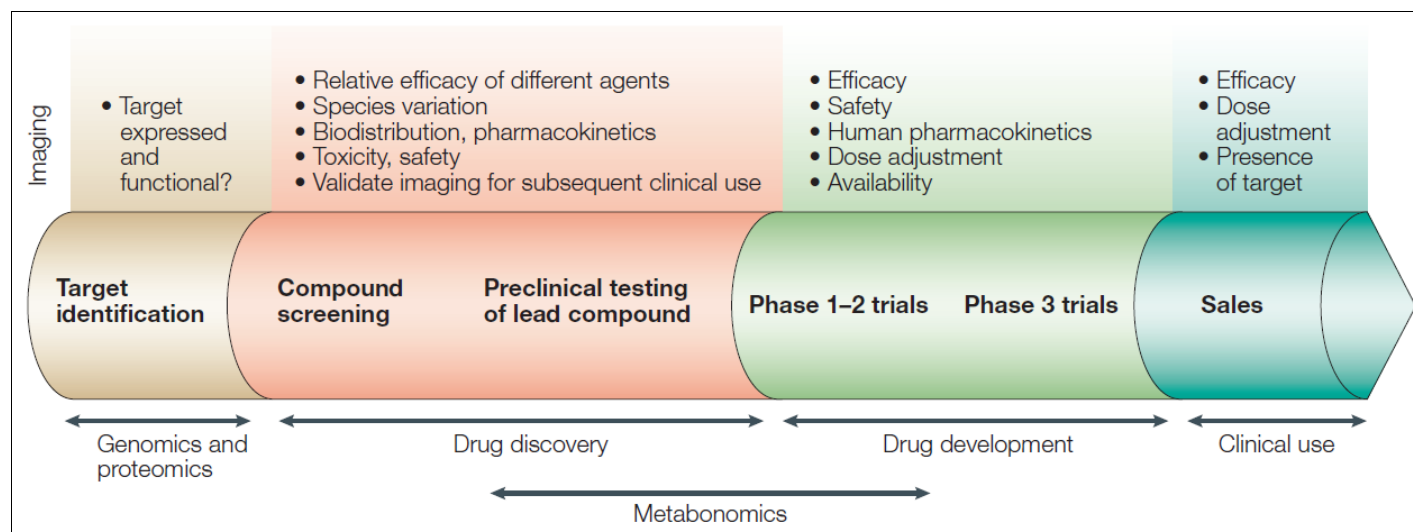 Imaging
• Target
expressed
and
functional?
• Relative efficacy of different agents
• Species variation
• Biodistribution, pharmacokinetics
• Toxicity, safety
• Validate imaging for subsequent clinical use
• Efficacy
• Safety
• Human pharmacokinetics
• Dose adjustment
• Availability
• Efficacy
• Dose
adjustment
• Presence
of target
Target
identification
Compound
screening
Preclinical testing
of lead compound
Phase 1–2 trials
Phase 3 trials
Sales
Genomics and
proteomics
Drug discovery
Drug development
Clinical use
Metabonomics